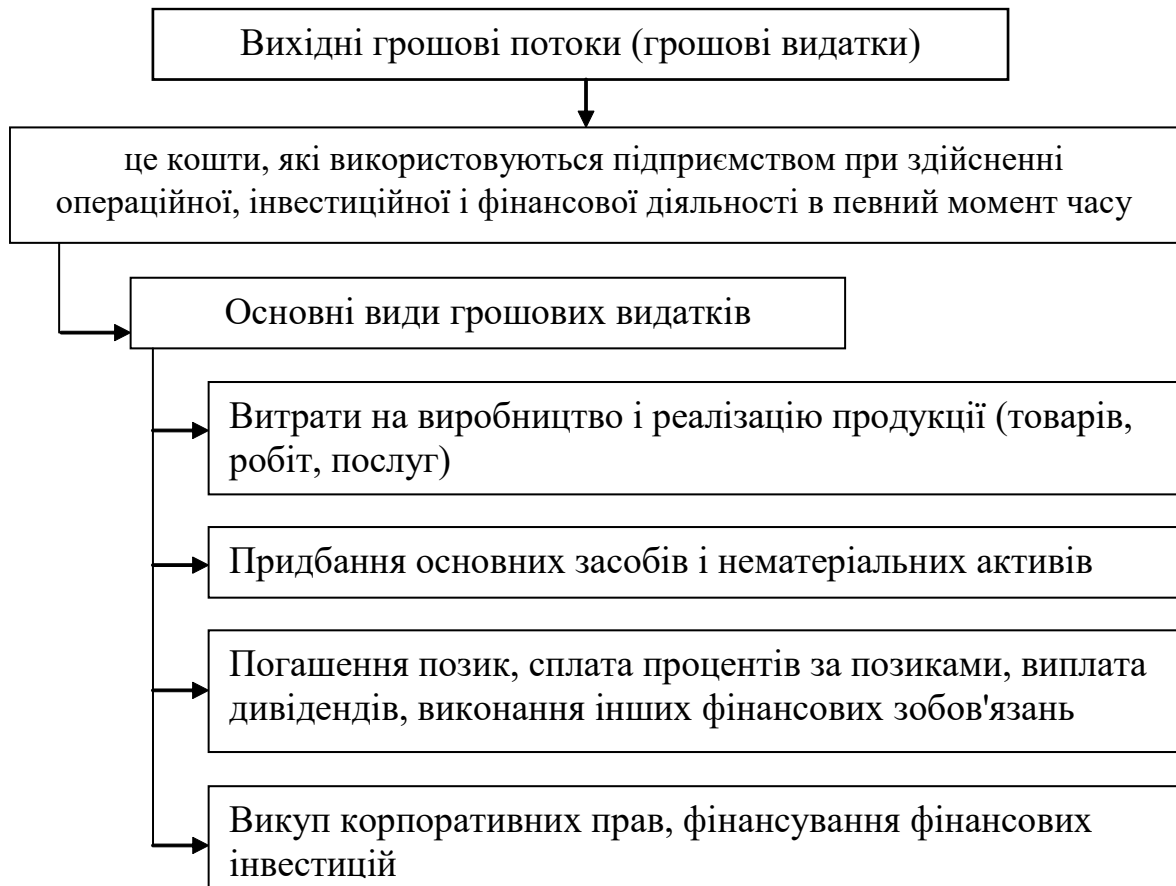 Вихідні грошові потоки (грошові видатки)
це кошти, які використовуються підприємством при здійсненні
операційної, інвестиційної і фінансової діяльності в певний момент часу
Основні види грошових видатків
Витрати на виробництво і реалізацію продукції (товарів,
робіт, послуг)
Придбання основних засобів і нематеріальних активів
Погашення позик, сплата процентів за позиками, виплата
дивідендів, виконання інших фінансових зобов'язань
Викуп корпоративних прав, фінансування фінансових
інвестицій